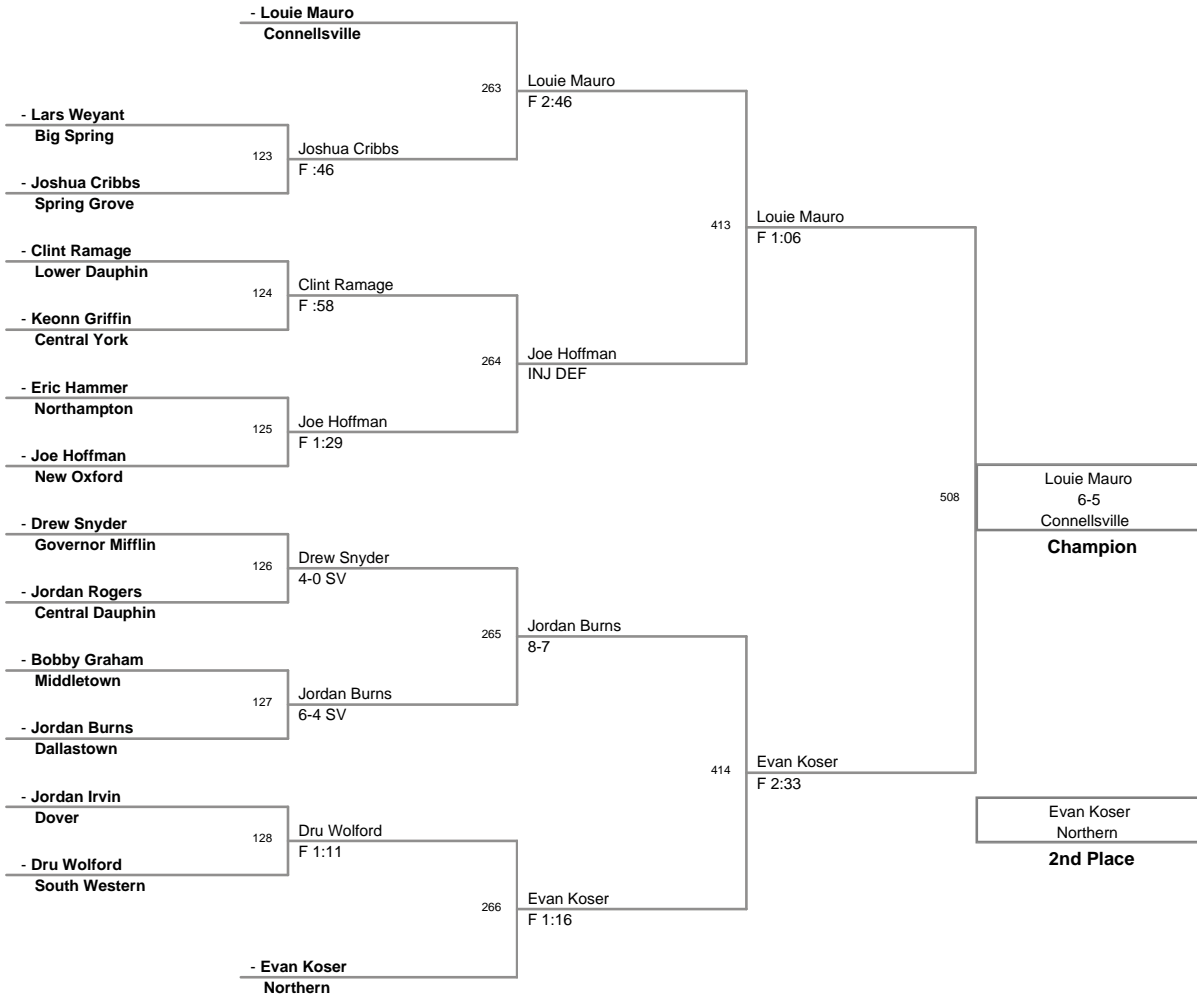 - Louie Mauro
Connellsville
263
Louie Mauro
F 2:46
- Lars Weyant
Big Spring
123
Joshua Cribbs
F :46
- Joshua Cribbs
Spring Grove
413
Louie Mauro
F 1:06
- Clint Ramage
Lower Dauphin
124
Clint Ramage
F :58
- Keonn Griffin
Central York
264
Joe Hoffman
INJ DEF
- Eric Hammer
Northampton
125
Joe Hoffman
F 1:29
- Joe Hoffman
New Oxford
508
Louie Mauro
6-5
Connellsville
Champion
- Drew Snyder
Governor Mifflin
126
Drew Snyder
4-0 SV
- Jordan Rogers
Central Dauphin
265
Jordan Burns
8-7
- Bobby Graham
Middletown
127
Jordan Burns
6-4 SV
- Jordan Burns
Dallastown
414
Evan Koser
F 2:33
- Jordan Irvin
Dover
128
Dru Wolford
F 1:11
- Dru Wolford
South Western
Evan Koser
Northern
2nd Place
266
Evan Koser
F 1:16
- Evan Koser
Northern